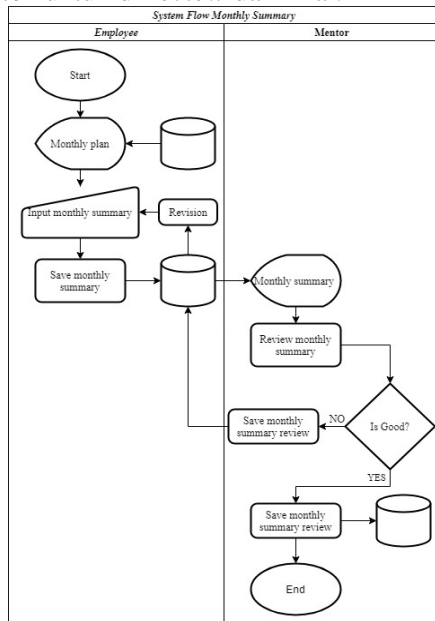 System Flow Monthly Summary
Employee
Mentor
Start
Monthly plan
Input monthly summary
Revision
Save monthly
summary
Monthly summary
Review monthly
summary
Is Good?
NO
Save monthly
summary review
YES
Save monthly
summary review
End